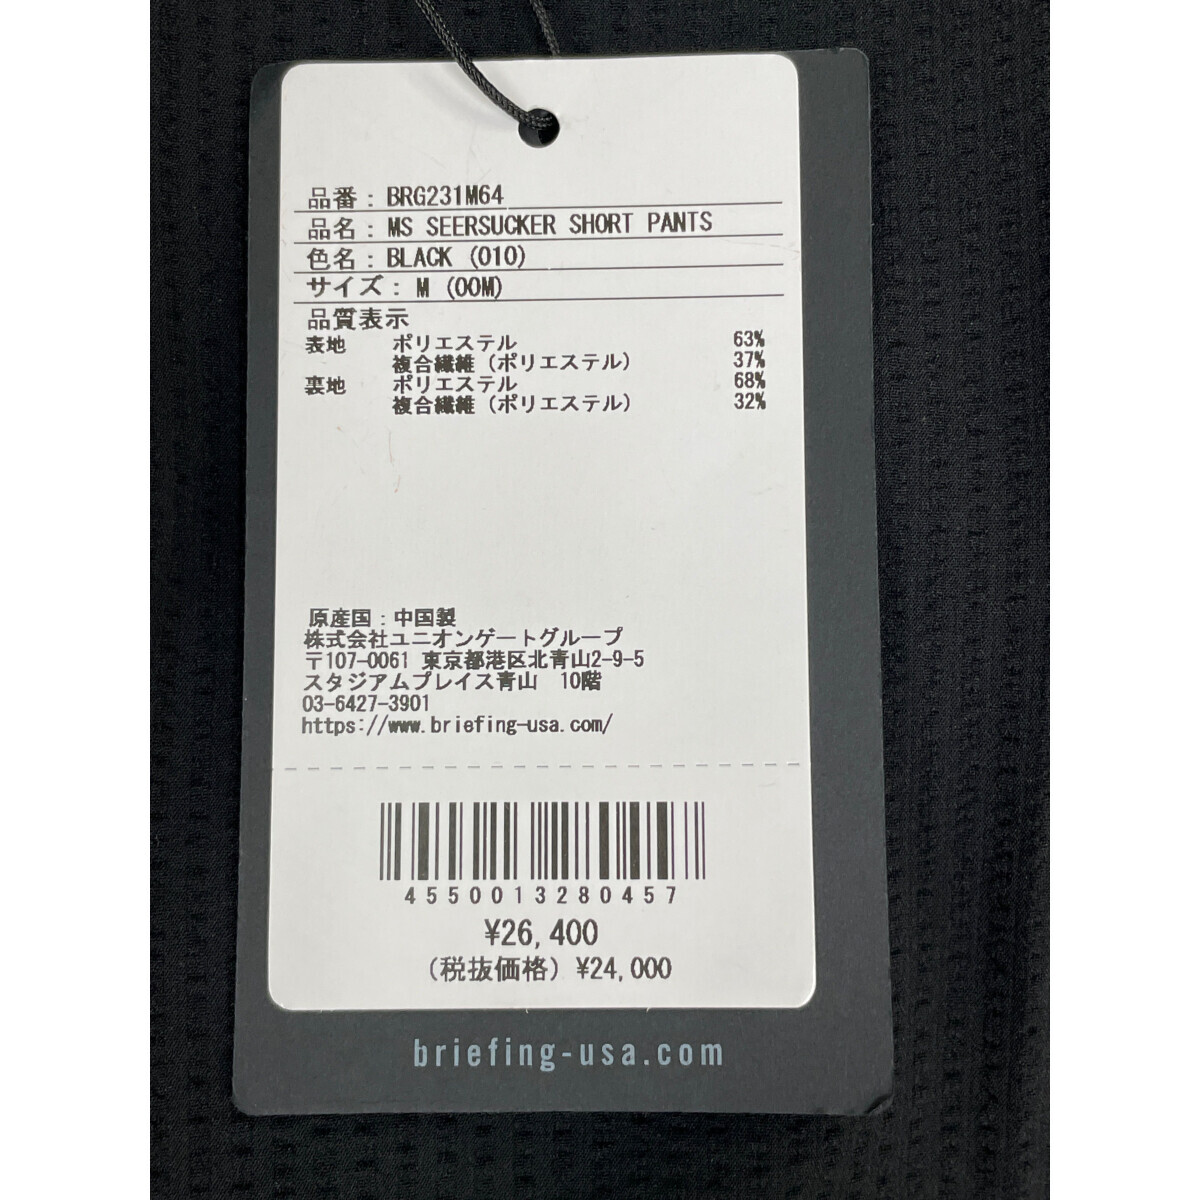 品番：BRG231M64
品名：MS SEERSUCKER SHORT PANTS
色名：BLACK (010)
サイズ：M (00M)
品質表示
表地 ポリエステル 63%
複合繊維（ポリエステル） 37%
裏地 ポリエステル 68%
複合繊維（ポリエステル） 32%
原産国：中国製
株式会社ユニオンゲートグループ
〒107-0061 東京都港区北青山2-9-5
スタジアムプレイス青山 10階
03-6427-3901
https://www.briefing-usa.com/
4550013280457
¥26,400
（税抜価格）¥24,000
briefing-usa.com